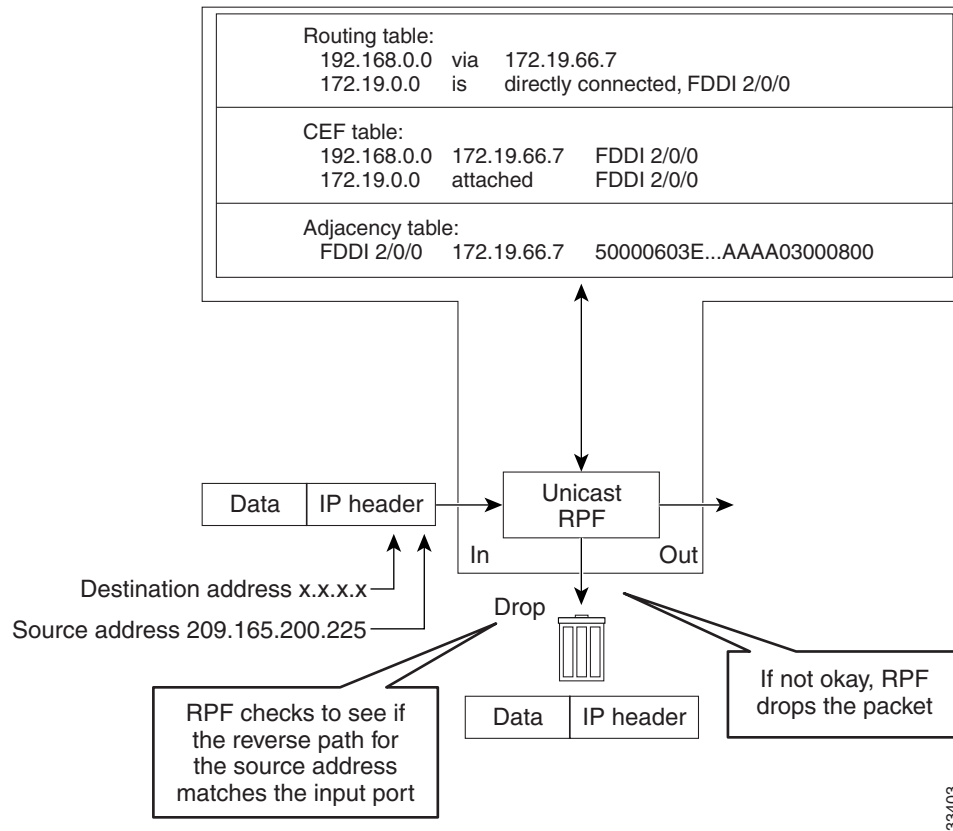 Routing table:
192.168.0.0 via 172.19.66.7
172.19.0.0 is directly connected, FDDI 2/0/0
CEF table:
192.168.0.0 172.19.66.7 FDDI 2/0/0
172.19.0.0 attached FDDI 2/0/0
Adjacency table:
FDDI 2/0/0 172.19.66.7 50000603E...AAAA03000800
Data IP header
Unicast
RPF
In Out
Destination address x.x.x.x
Source address 209.165.200.225
Drop
RPF checks to see if
the reverse path for
the source address
matches the input port
Data IP header
If not okay, RPF
drops the packet
33403